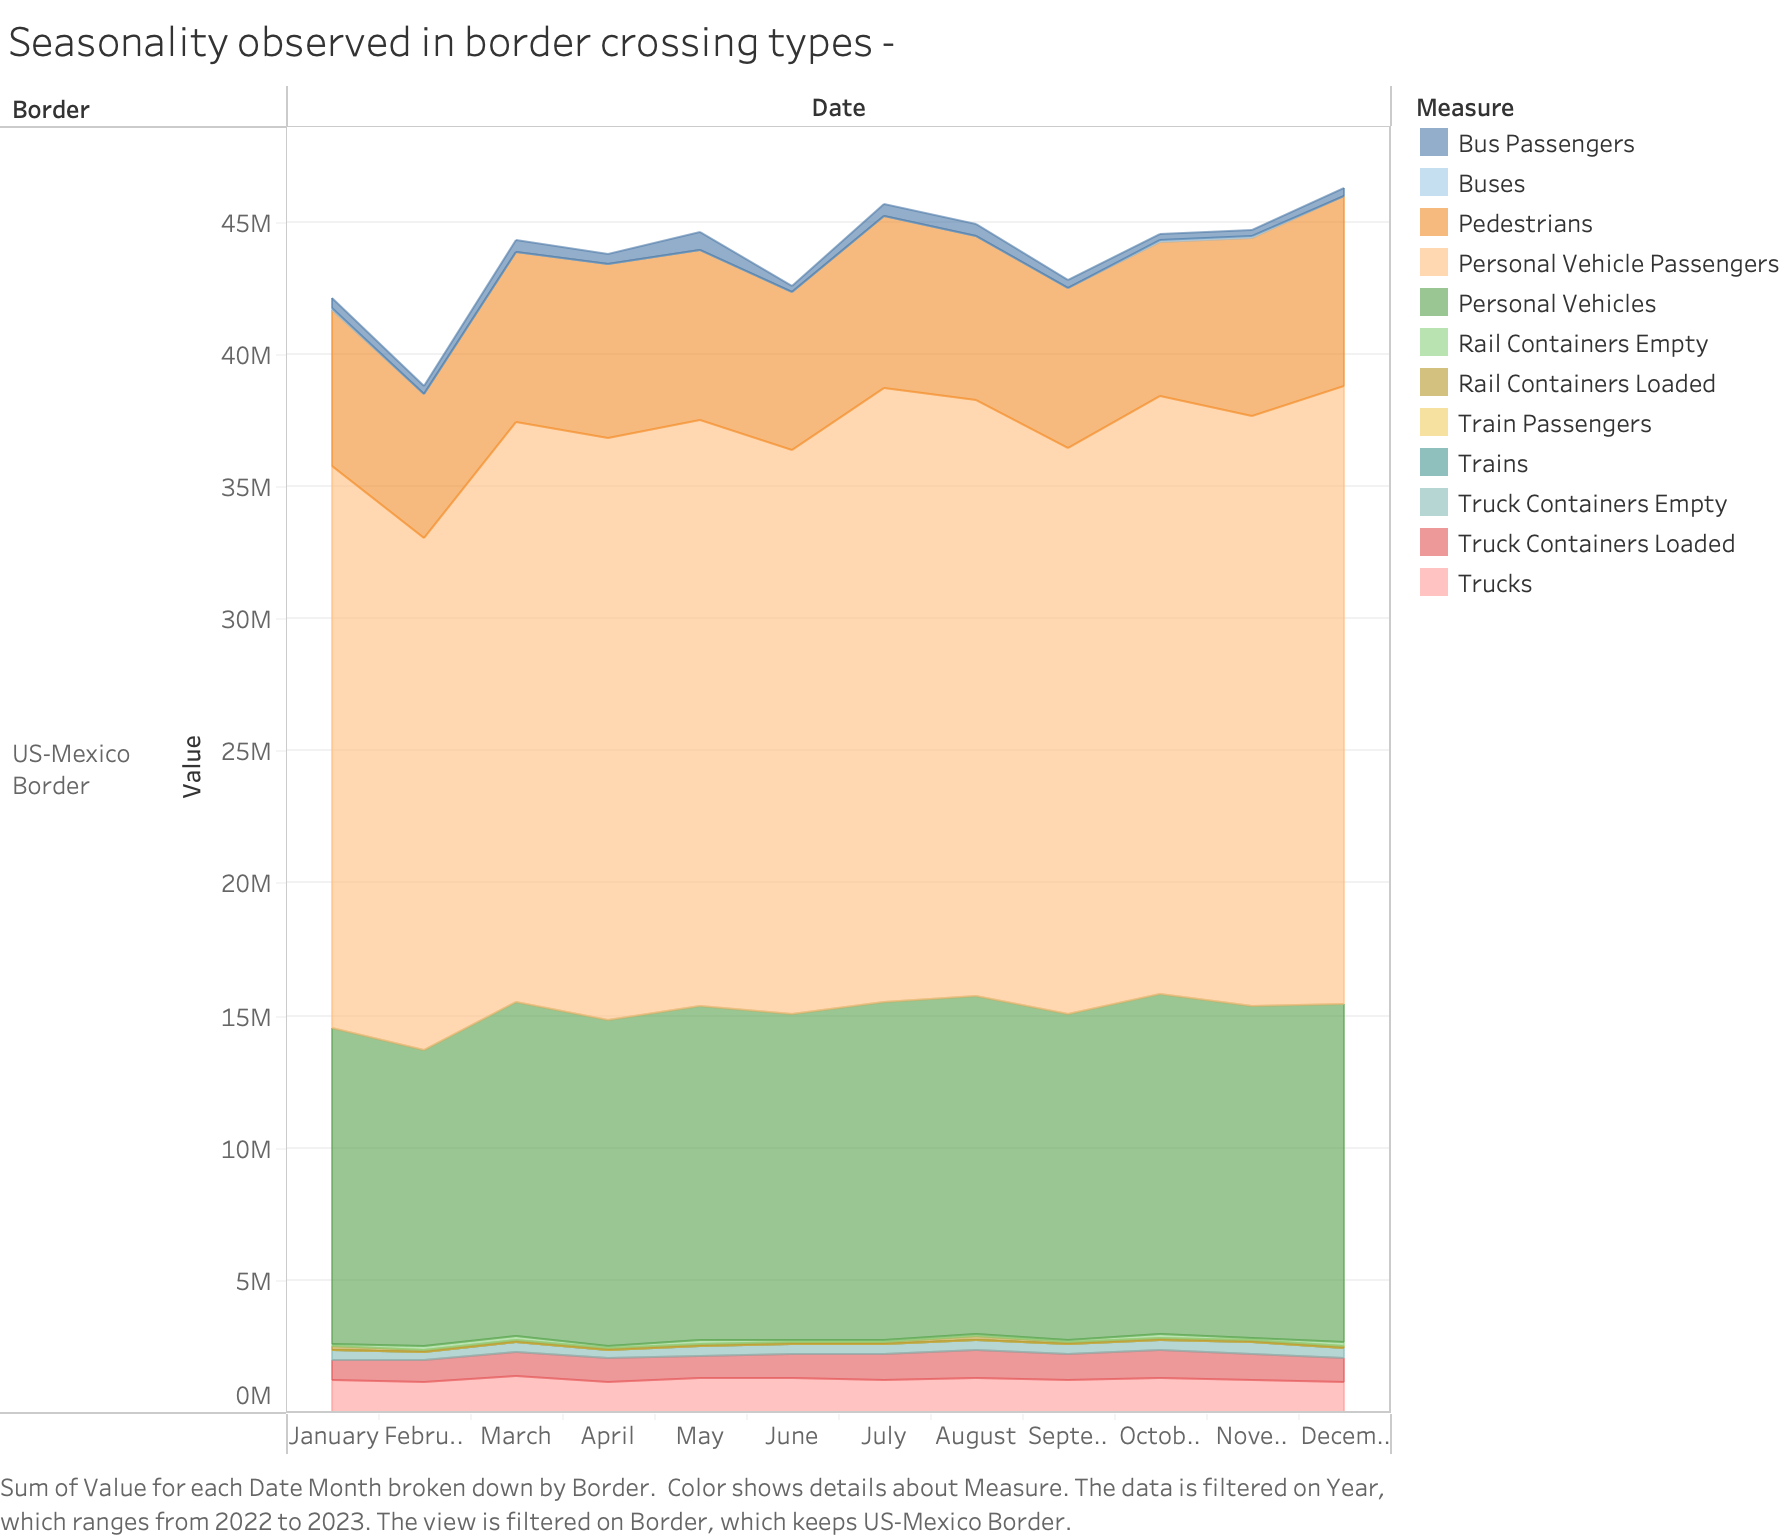 Seasonality observed in border crossing types -
Border
Date
Measure
Bus Passengers
Buses
Pedestrians
Personal Vehicle Passengers
Personal Vehicles
Rail Containers Empty
Rail Containers Loaded
Train Passengers
Trains
Truck Containers Empty
Truck Containers Loaded
Trucks
US-Mexico
Border
Value
45M
40M
35M
30M
25M
20M
15M
10M
5M
0M
January Febru.. March April May June July August Septe.. Octob.. Nove.. Decem..
Sum of Value for each Date Month broken down by Border. Color shows details about Measure. The data is filtered on Year,
which ranges from 2022 to 2023. The view is filtered on Border, which keeps US-Mexico Border.